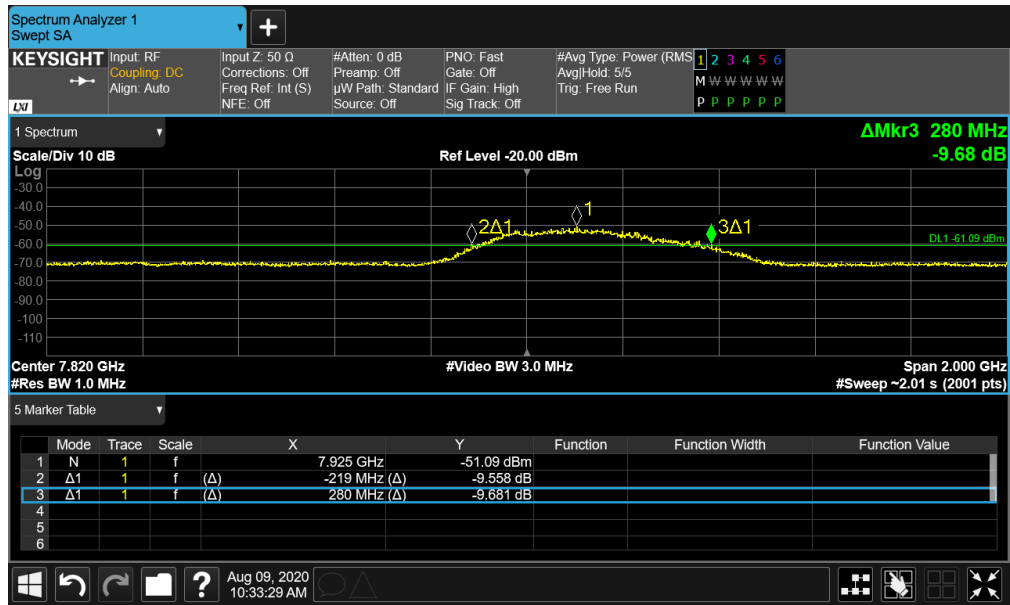 Spectrum Analyzer 1
Swept SA
+
KEYSIGHT
LXI
Input: RF
Coupling: DC
Align: Auto
Input Z: 50 Ω
Corrections: Off
Freq Ref: Int (S)
NFE: Off
#Atten: 0 dB
Preamp: Off
µW Path: Standard
Source: Off
PNO: Fast
Gate: Off
IF Gain: High
Sig Track: Off
#Avg Type: Power (RMS
Avg|Hold: 5/5
Trig: Free Run
1 2 3 4 5 6
M W W W W W
P P P P P P
1 Spectrum
ΔMkr3 280 MHz
Scale/Div 10 dB
Ref Level -20.00 dBm
-9.68 dB
Log
-30.0
-40.0
-50.0
-60.0
-70.0
-80.0
-90.0
-100
-110
1
2Δ1
3Δ1
DL1 -61.09 dBm
Center 7.820 GHz
#Video BW 3.0 MHz
Span 2.000 GHz
#Res BW 1.0 MHz
#Sweep ~2.01 s (2001 pts)
5 Marker Table
Mode Trace Scale X Y Function Function Width Function Value
1 N 1 f 7.925 GHz -51.09 dBm
2 Δ1 1 f (Δ) -219 MHz (Δ) -9.558 dB
3 Δ1 1 f (Δ) 280 MHz (Δ) -9.681 dB
4
5
6
?
Aug 09, 2020
10:33:29 AM